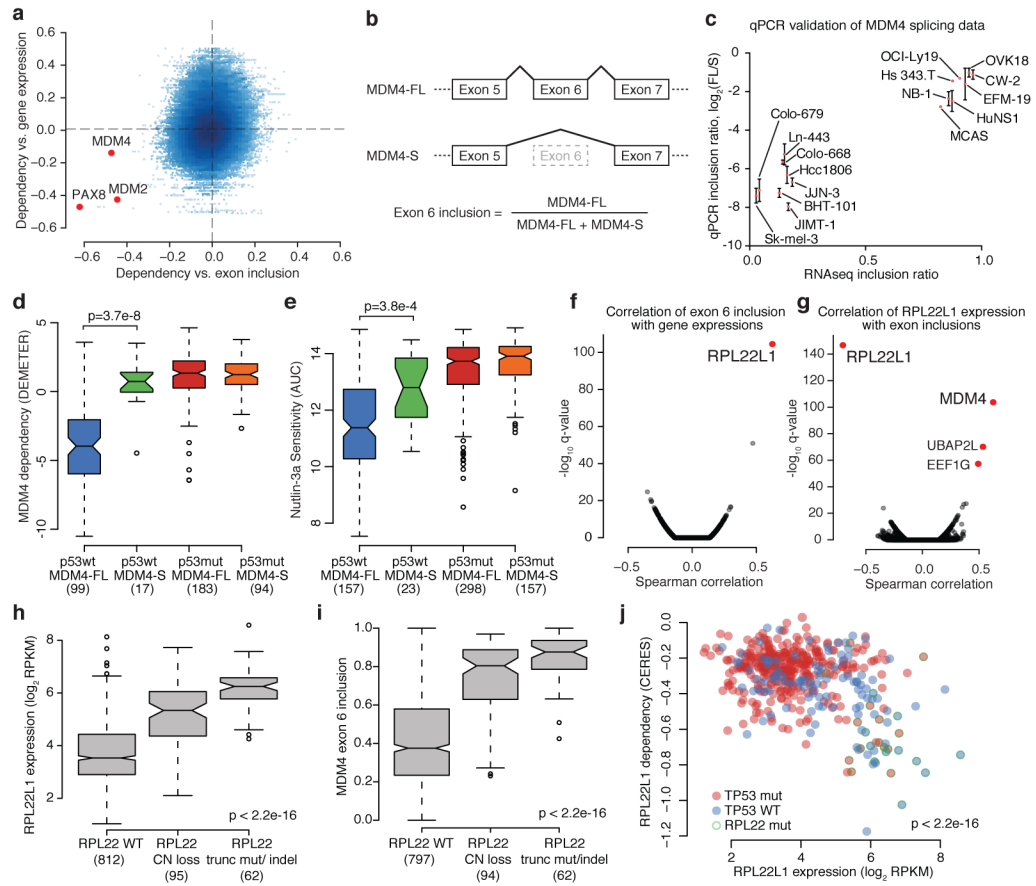 a
Dependency vs. gene expression
0.6
0.4
0.2
0.0
−0.2
−0.4
−0.6
MDM4
MDM2
PAX8
−0.6 −0.4 −0.2 0.0 0.2 0.4 0.6
Dependency vs. exon inclusion
b
MDM4-FL
Exon 5
Exon 6
Exon 7
MDM4-S
Exon 5
Exon 6
Exon 7
Exon 6 inclusion =
MDM4-FL
MDM4-FL + MDM4-S
c
qPCR validation of MDM4 splicing data
qPCR inclusion ratio, log2(FL/S)
0
-2
-4
-6
-8
-10
OCI-Ly19
OVK18
Hs 343.T
CW-2
NB-1
EFM-19
HuNS1
MCAS
Colo-679
Ln-443
Colo-668
Hcc1806
JJN-3
BHT-101
JIMT-1
Sk-mel-3
0.0 0.5 1.0
RNAseq inclusion ratio
d
MDM4 dependency (DEMETER)
5
0
-5
-10
p=3.7e-8
p53wt p53wt p53mut p53mut
MDM4-FL MDM4-S MDM4-FL MDM4-S
(99) (17) (183) (94)
e
Nutlin-3a Sensitivity (AUC)
14
12
10
8
p=3.8e-4
p53wt p53wt p53mut p53mut
MDM4-FL MDM4-S MDM4-FL MDM4-S
(157) (23) (298) (157)
f
Correlation of exon 6 inclusion
with gene expressions
-log10 q-value
100
80
60
40
20
0
RPL22L1
−0.5 0.0 0.5
Spearman correlation
g
Correlation of RPL22L1 expression
with exon inclusions
-log10 q-value
140
120
100
80
60
40
20
0
RPL22L1
MDM4
UBAP2L
EEF1G
−0.5 0.0 0.5
Spearman correlation
h
RPL22L1 expression (log2 RPKM)
8
6
4
2
p < 2.2e-16
RPL22 WT RPL22 RPL22
(812) CN loss trunc mut/ indel
(95) (62)
i
MDM4 exon 6 inclusion
1.0
0.8
0.6
0.4
0.2
0.0
p < 2.2e-16
RPL22 WT RPL22 RPL22
(797) CN loss trunc mut/indel
(94) (62)
j
RPL22L1 dependency (CERES)
0.0
−0.2
−0.4
−0.6
−0.8
−1.0
−1.2
TP53 mut
TP53 WT
RPL22 mut
p < 2.2e-16
2 4 6 8
RPL22L1 expression (log2 RPKM)